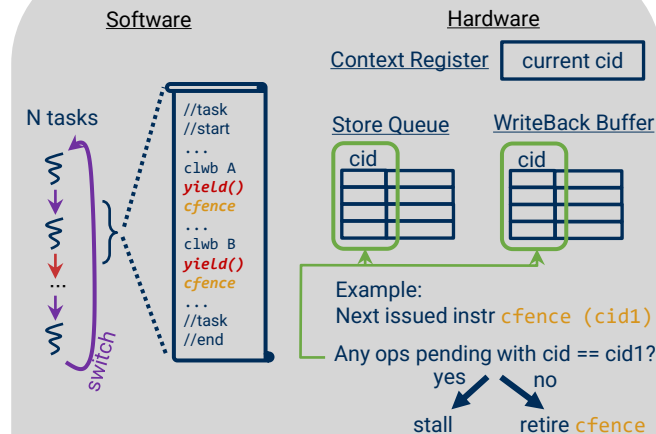 Software
N tasks
...
switch
//task
//start
...
clwb A
yield()
cfence
...
clwb B
yield()
cfence
...
//task
//end
Hardware
Context Register
current cid
Store Queue
WriteBack Buffer
cid
cid
Example:
Next issued instr cfence (cid1)
Any ops pending with cid == cid1?
yes
no
stall
retire cfence